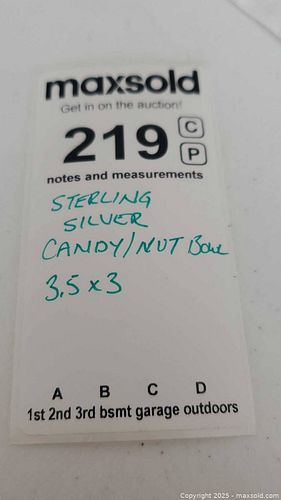 maxsold
Get in on the auction!
219 C
P
notes and measurements
STERLING
SILVER
CANDY/NUT Bowl
3.5 x 3
A B C D
1st 2nd 3rd bsmt garage outdoors
Copyright 2025 - maxsold.com